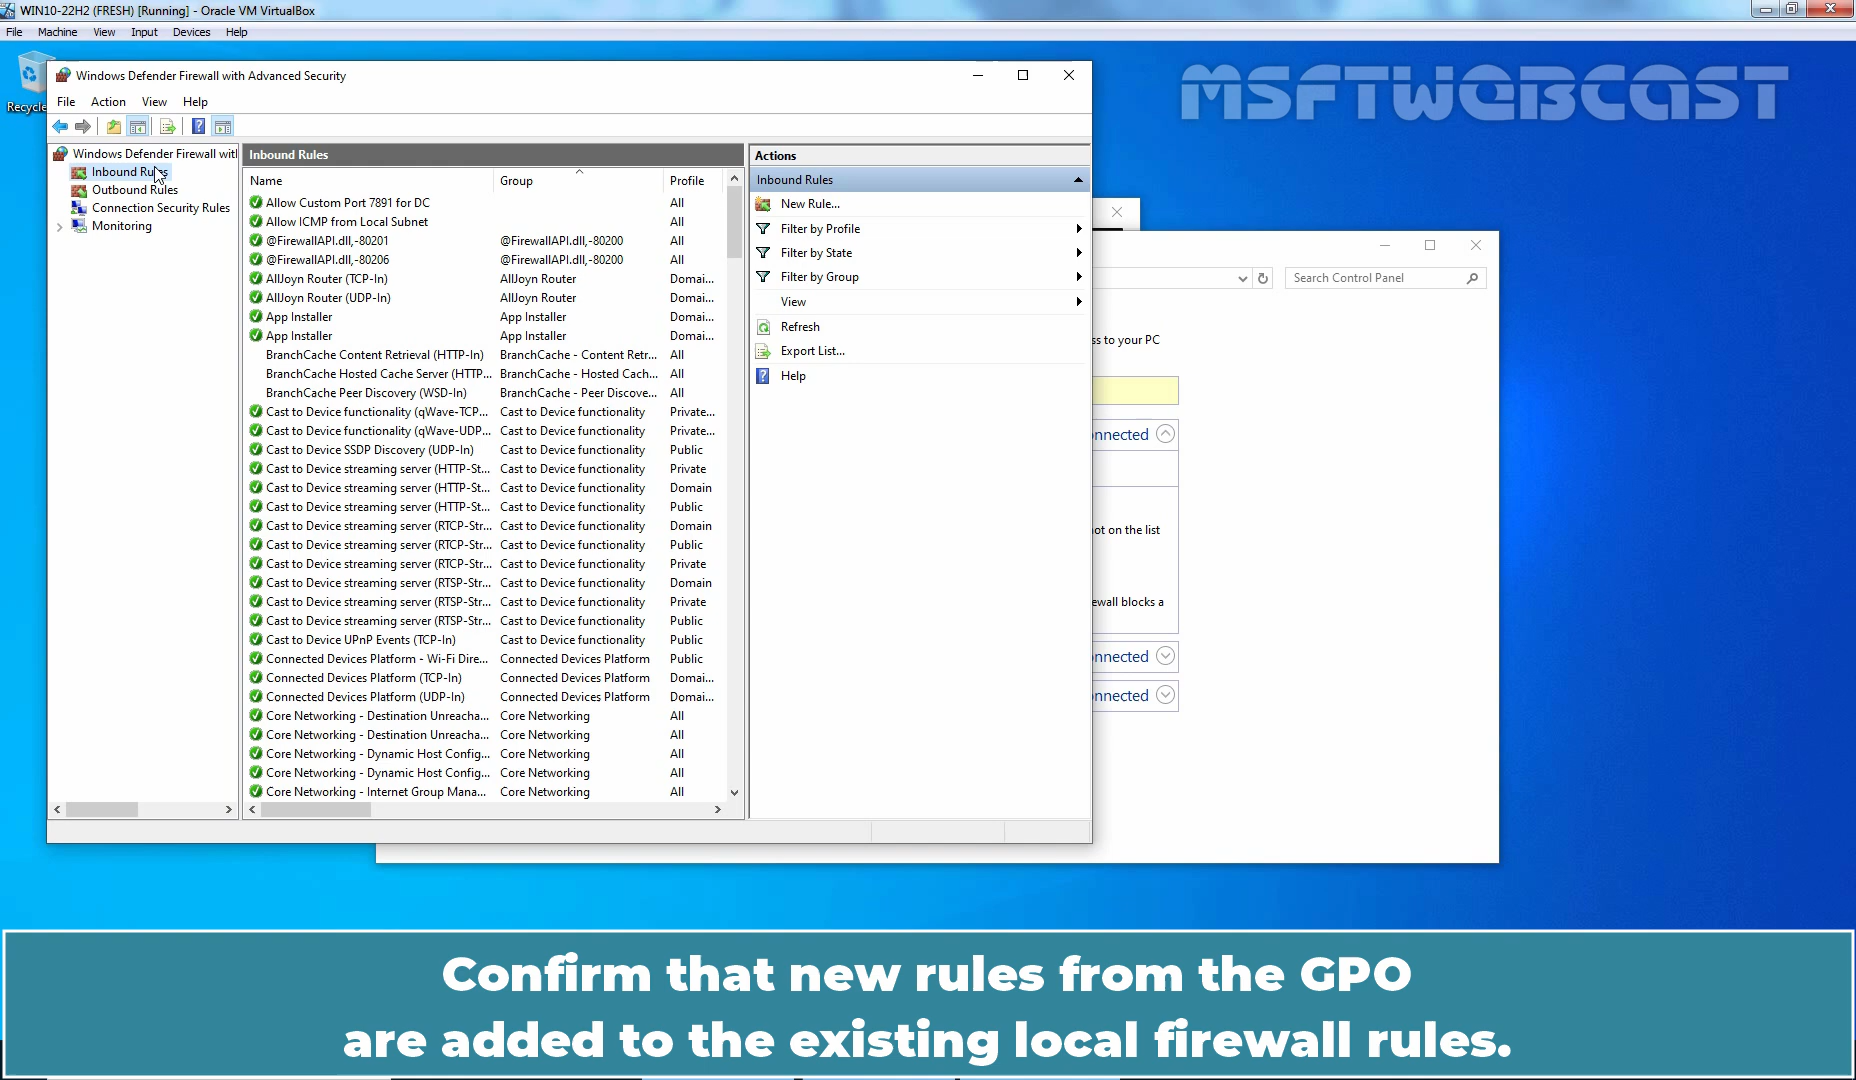 WIN10-22H2 (FRESH) [Running] - Oracle VM VirtualBox
File Machine View Input Devices Help
MSFTWEBCAST
Recycle
Windows Defender Firewall with Advanced Security
File Action View Help
Windows Defender Firewall wit
Inbound Rules
Outbound Rules
Connection Security Rules
Monitoring
Inbound Rules
Name Group Profile
Allow Custom Port 7891 for DC All
Allow ICMP from Local Subnet All
@FirewallAPI.dll,-80201 @FirewallAPI.dll,-80200 All
@FirewallAPI.dll,-80206 @FirewallAPI.dll,-80200 All
AllJoyn Router (TCP-In) AllJoyn Router Domai...
AllJoyn Router (UDP-In) AllJoyn Router Domai...
App Installer App Installer Domai...
App Installer App Installer Domai...
BranchCache Content Retrieval (HTTP-In) BranchCache - Content Retr... All
BranchCache Hosted Cache Server (HTTP... BranchCache - Hosted Cach... All
BranchCache Peer Discovery (WSD-In) BranchCache - Peer Discove... All
Cast to Device functionality (qWave-TCP... Cast to Device functionality Private...
Cast to Device functionality (qWave-UDP... Cast to Device functionality Private...
Cast to Device SSDP Discovery (UDP-In) Cast to Device functionality Public
Cast to Device streaming server (HTTP-St... Cast to Device functionality Private
Cast to Device streaming server (HTTP-St... Cast to Device functionality Domain
Cast to Device streaming server (HTTP-St... Cast to Device functionality Public
Cast to Device streaming server (RTCP-Str... Cast to Device functionality Domain
Cast to Device streaming server (RTCP-Str... Cast to Device functionality Public
Cast to Device streaming server (RTCP-Str... Cast to Device functionality Private
Cast to Device streaming server (RTSP-Str... Cast to Device functionality Domain
Cast to Device streaming server (RTSP-Str... Cast to Device functionality Private
Cast to Device streaming server (RTSP-Str... Cast to Device functionality Public
Cast to Device UPnP Events (TCP-In) Cast to Device functionality Public
Connected Devices Platform - Wi-Fi Dire... Connected Devices Platform Public
Connected Devices Platform (TCP-In) Connected Devices Platform Domai...
Connected Devices Platform (UDP-In) Connected Devices Platform Domai...
Core Networking - Destination Unreacha... Core Networking All
Core Networking - Destination Unreacha... Core Networking All
Core Networking - Dynamic Host Config... Core Networking All
Core Networking - Dynamic Host Config... Core Networking All
Core Networking - Internet Group Mana... Core Networking All
Actions
Inbound Rules
New Rule...
Filter by Profile
Filter by State
Filter by Group
View
Refresh
Export List...
Help
Search Control Panel
ss to your PC
nnected
not on the list
ewall blocks a
nnected
nnected
Confirm that new rules from the GPO
are added to the existing local firewall rules.